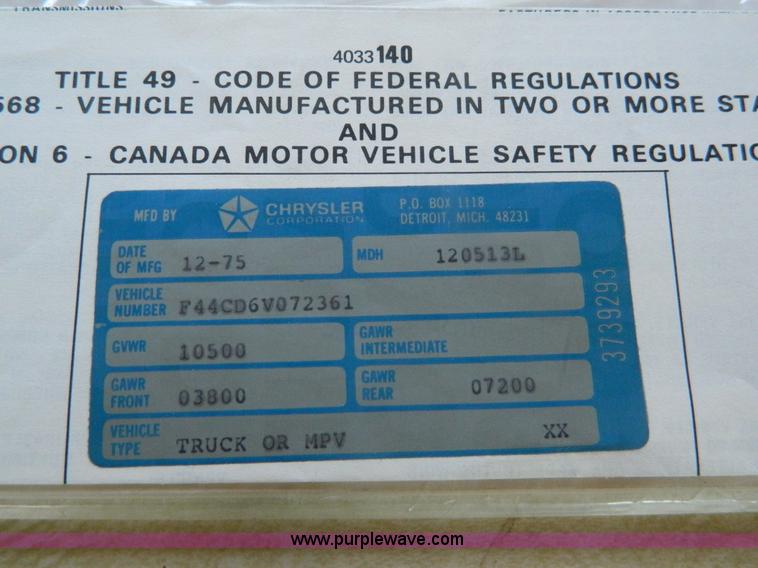 TRANSMISSIONS.
4033140
TITLE 49 - CODE OF FEDERAL REGULATIONS
568 - VEHICLE MANUFACTURED IN TWO OR MORE STA
AND
ON 6 - CANADA MOTOR VEHICLE SAFETY REGULATIO
MFD BY CHRYSLER CORPORATION P.O. BOX 1118
DETROIT, MICH. 48231
DATE OF MFG 12-75 MDH 120513L
VEHICLE NUMBER F44CD6V072361
GVWR 10500 GAWR INTERMEDIATE
GAWR FRONT 03800 GAWR REAR 07200
VEHICLE TYPE TRUCK OR MPV XX
3739293
www.purplewave.com